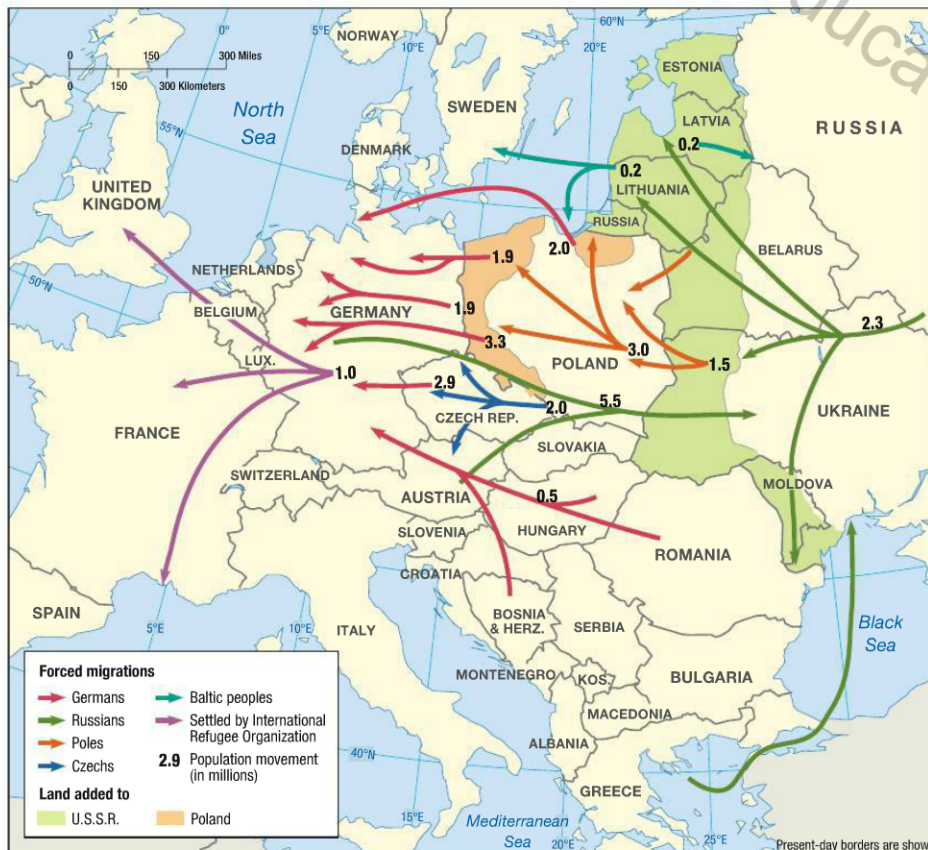 NORWAY
0°
5°E
10°E
20°E
60°N
0 150 300 Miles
0 150 300 Kilometers
North
Sea
55°N
SWEDEN
ESTONIA
LATVIA
0.2
RUSSIA
DENMARK
0.2
LITHUANIA
UNITED
KINGDOM
RUSSIA
2.0
BELARUS
NETHERLANDS
1.9
50°N
BELGIUM
GERMANY
1.9
2.3
3.3
LUX.
POLAND
3.0
1.5
1.0
2.9
CZECH REP.
2.0
5.5
UKRAINE
FRANCE
SLOVAKIA
SWITZERLAND
AUSTRIA
MOLDOVA
0.5
HUNGARY
SLOVENIA
ROMANIA
CROATIA
SPAIN
5°E
10°E
ITALY
BOSNIA
& HERZ.
SERBIA
Black
Sea
MONTENEGRO
KOS.
BULGARIA
MACEDONIA
ALBANIA
40°N
GREECE
15°E
Mediterranean
Sea
20°E
25°E
Forced migrations
Germans
Russians
Poles
Czechs
Baltic peoples
Settled by International
Refugee Organization
2.9 Population movement
(in millions)
Land added to
U.S.S.R.
Poland
Present-day borders are show